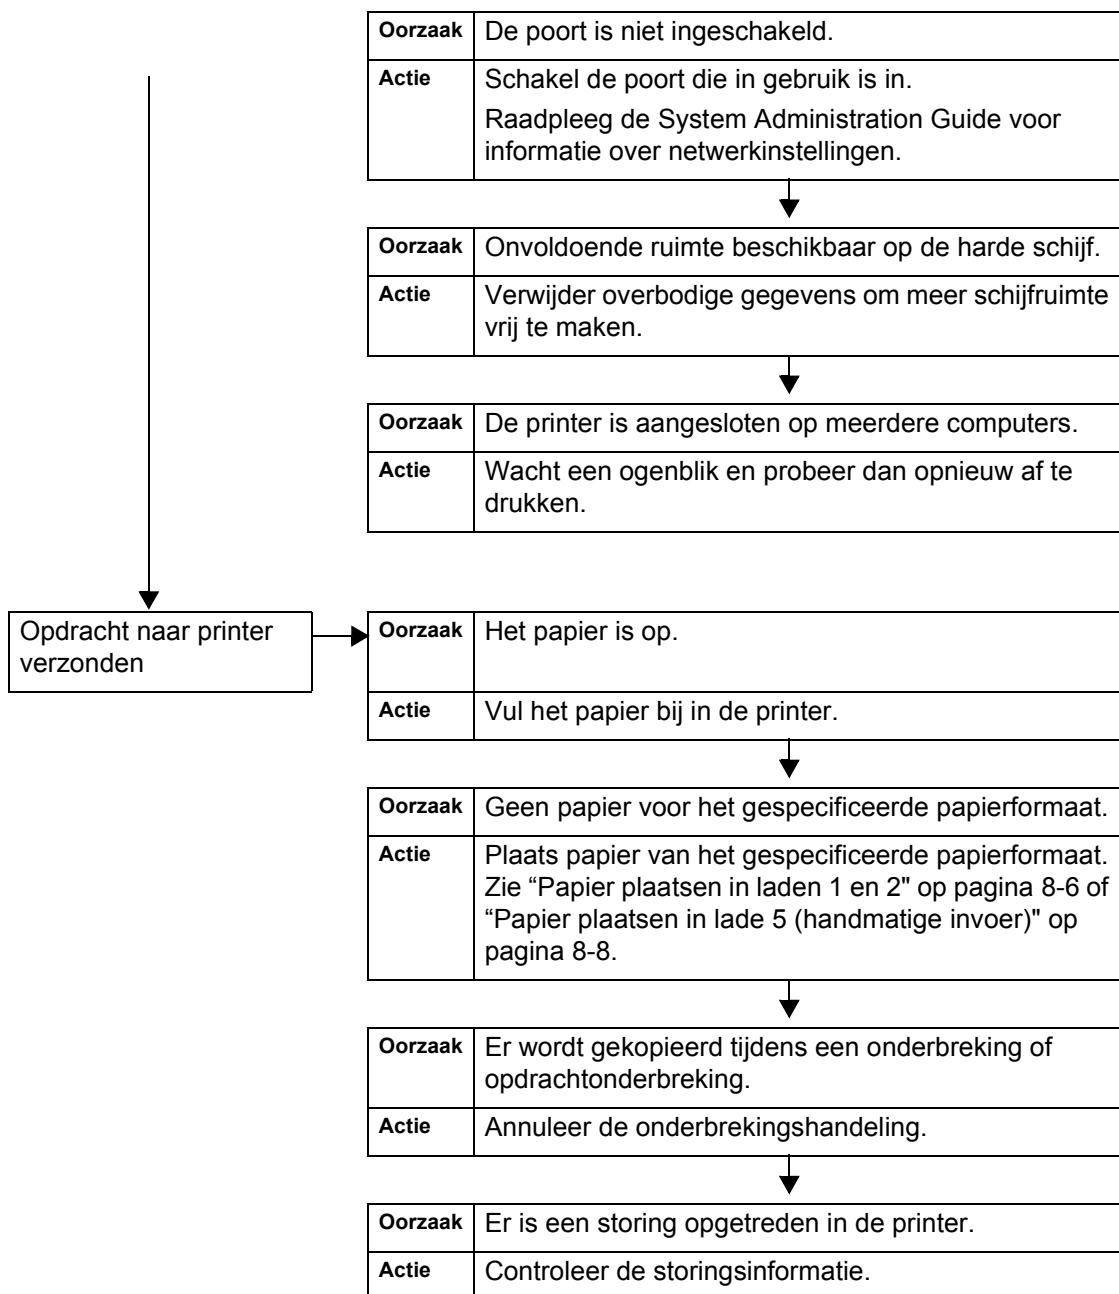 Oorzaak De poort is niet ingeschakeld.
Actie Schakel de poort die in gebruik is in.
Raadpleeg de System Administration Guide voor
informatie over netwerkinstellingen.
Oorzaak Onvoldoende ruimte beschikbaar op de harde schijf.
Actie Verwijder overbodige gegevens om meer schijfruimte
vrij te maken.
Oorzaak De printer is aangesloten op meerdere computers.
Actie Wacht een ogenblik en probeer dan opnieuw af te
drukken.
Opdracht naar printer
verzonden
Oorzaak Het papier is op.
Actie Vul het papier bij in de printer.
Oorzaak Geen papier voor het gespecificeerde papierformaat.
Actie Plaats papier van het gespecificeerde papierformaat.
Zie “Papier plaatsen in laden 1 en 2" op pagina 8-6 of
“Papier plaatsen in lade 5 (handmatige invoer)" op
pagina 8-8.
Oorzaak Er wordt gekopieerd tijdens een onderbreking of
opdrachtonderbreking.
Actie Annuleer de onderbrekingshandeling.
Oorzaak Er is een storing opgetreden in de printer.
Actie Controleer de storingsinformatie.